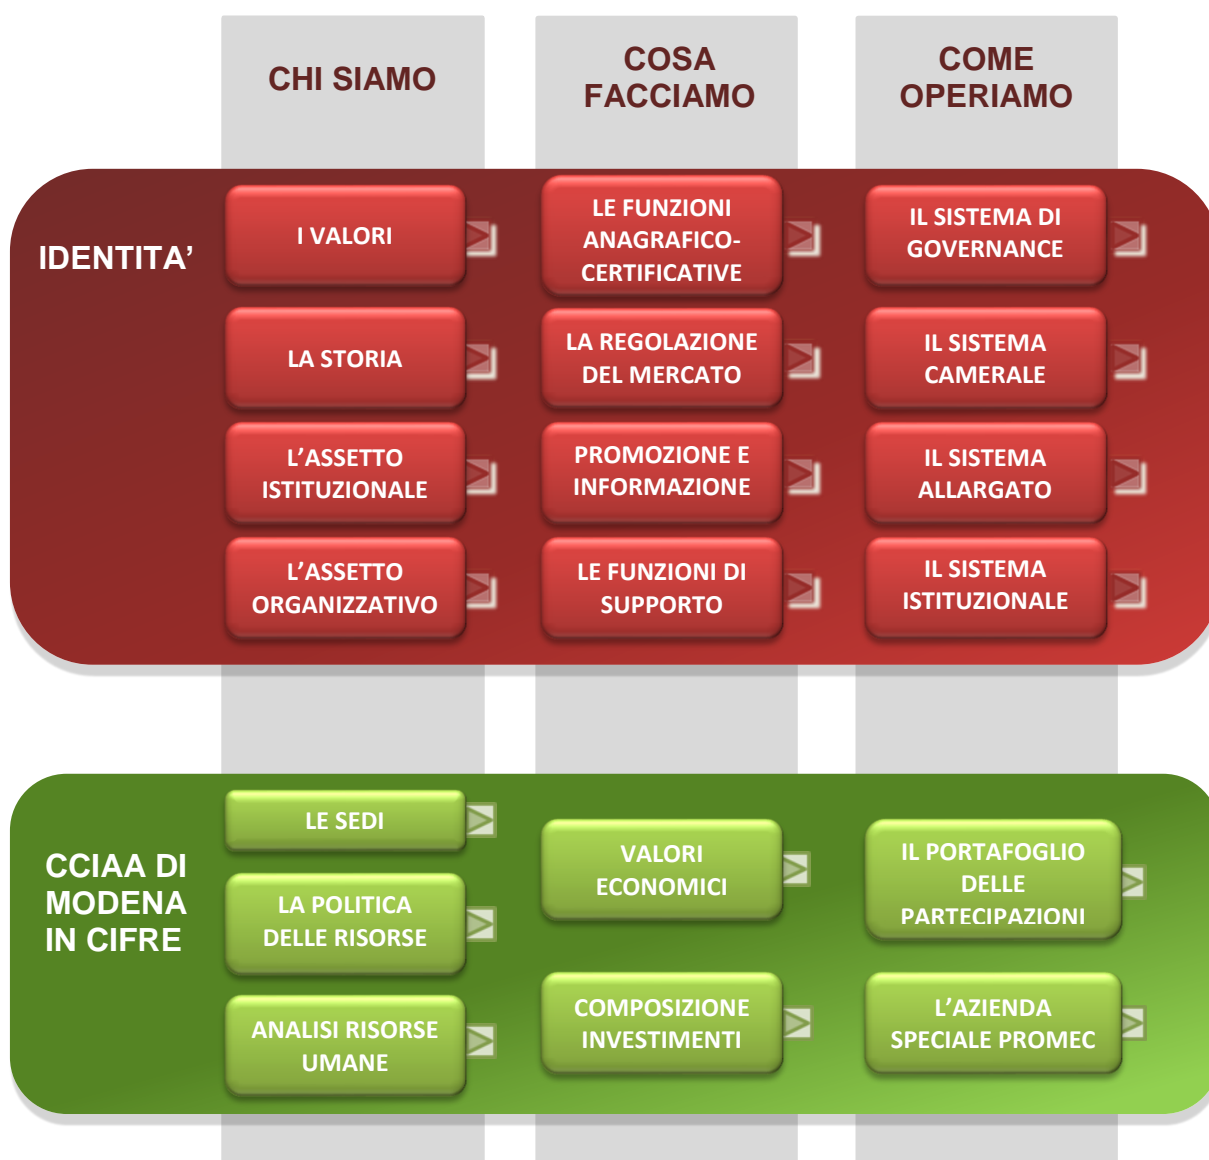 CHI SIAMO
COSA
FACCIAMO
COME
OPERIAMO
IDENTITA’
I VALORI
LE FUNZIONI
ANAGRAFICO-
CERTIFICATIVE
IL SISTEMA DI
GOVERNANCE
LA STORIA
LA REGOLAZIONE
DEL MERCATO
IL SISTEMA
CAMERALE
L’ASSETTO
ISTITUZIONALE
PROMOZIONE E
INFORMAZIONE
IL SISTEMA
ALLARGATO
L’ASSETTO
ORGANIZZATIVO
LE FUNZIONI DI
SUPPORTO
IL SISTEMA
ISTITUZIONALE
CCIAA DI
MODENA
IN CIFRE
LE SEDI
LA POLITICA
DELLE RISORSE
ANALISI RISORSE
UMANE
VALORI
ECONOMICI
COMPOSIZIONE
INVESTIMENTI
IL PORTAFOGLIO
DELLE
PARTECIPAZIONI
L’AZIENDA
SPECIALE PROMEC